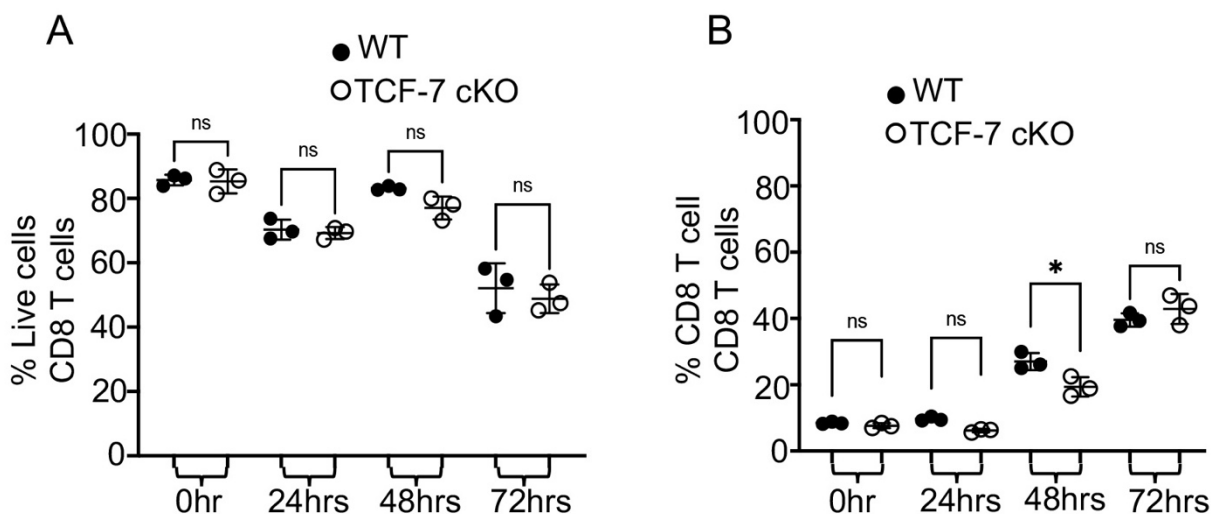 A
WT
TCF-7 cKO
% Live cells
CD8 T cells
100
80
60
40
20
0
ns
ns
ns
ns
0hr
24hrs
48hrs
72hrs
B
WT
TCF-7 cKO
% CD8 T cell
CD8 T cells
100
80
60
40
20
0
ns
ns
*
ns
0hr
24hrs
48hrs
72hrs